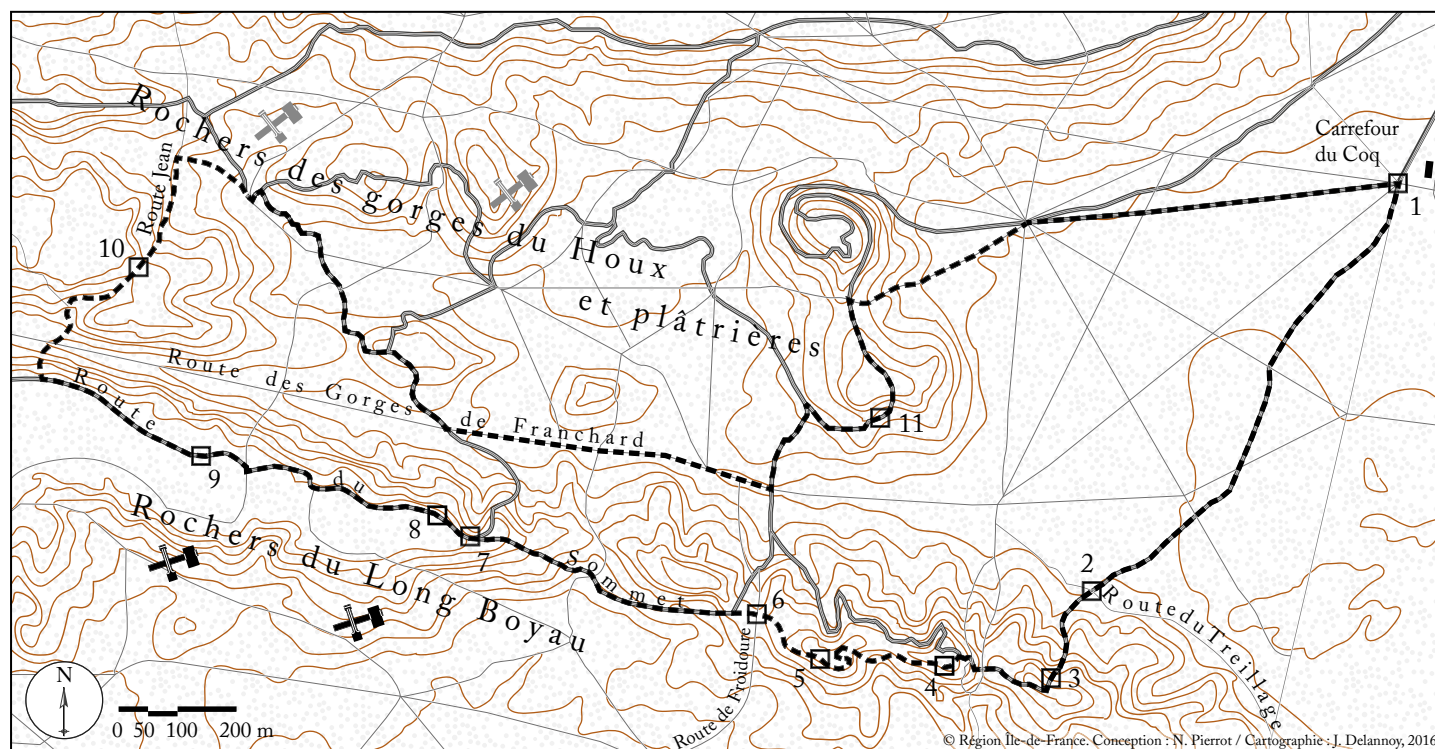 Carrefour
du Coq
1
Rochers des gorges du Houx
et plâtrières
Route Jean
10
Route des Gorges de Franchard
11
Route du Sommet
9
8
7
Rochers du Long Boyau
2
Route du Treillage
6
5
4
3
Route de Froidoure
N
0 50 100 200 m
© Région Île-de-France. Conception : N. Pierrot / Cartographie : J. Delannoy, 2016